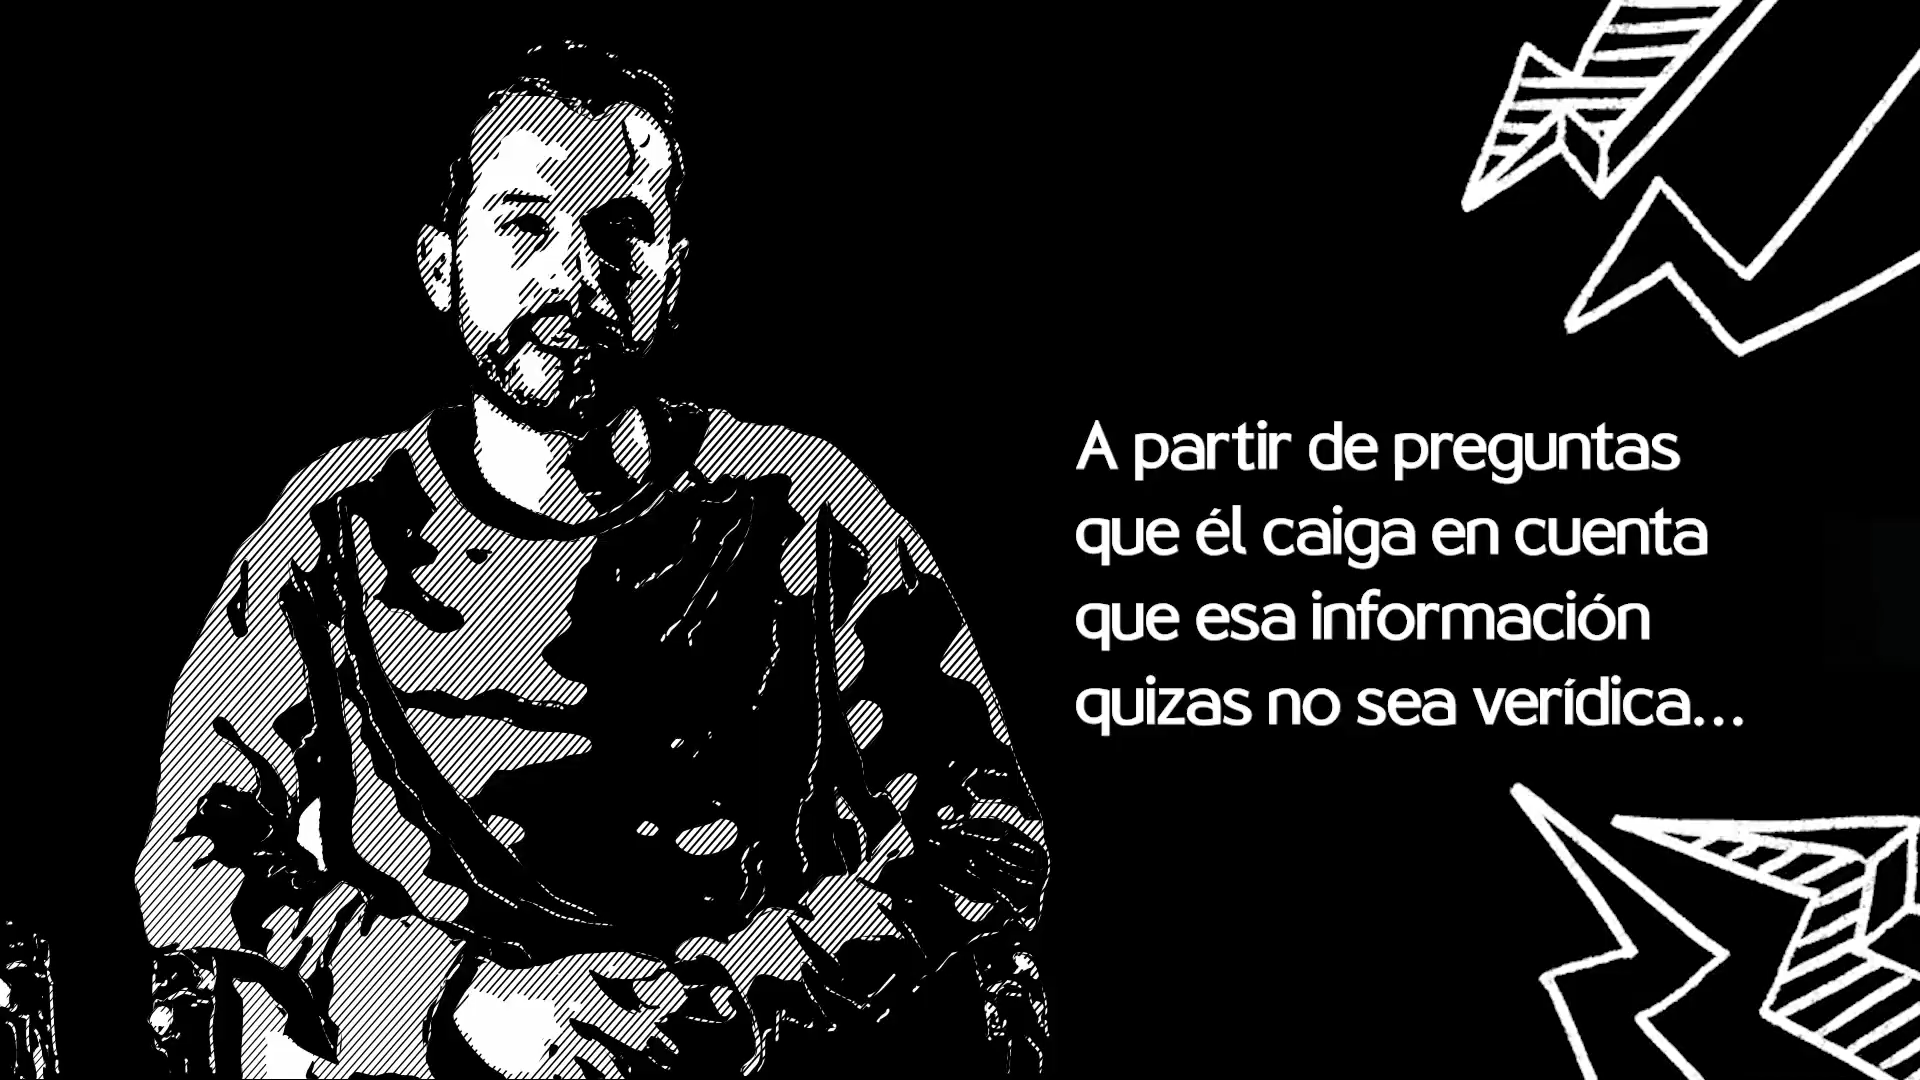 A partir de preguntas
que él caiga en cuenta
que esa información
quizas no sea verídica...